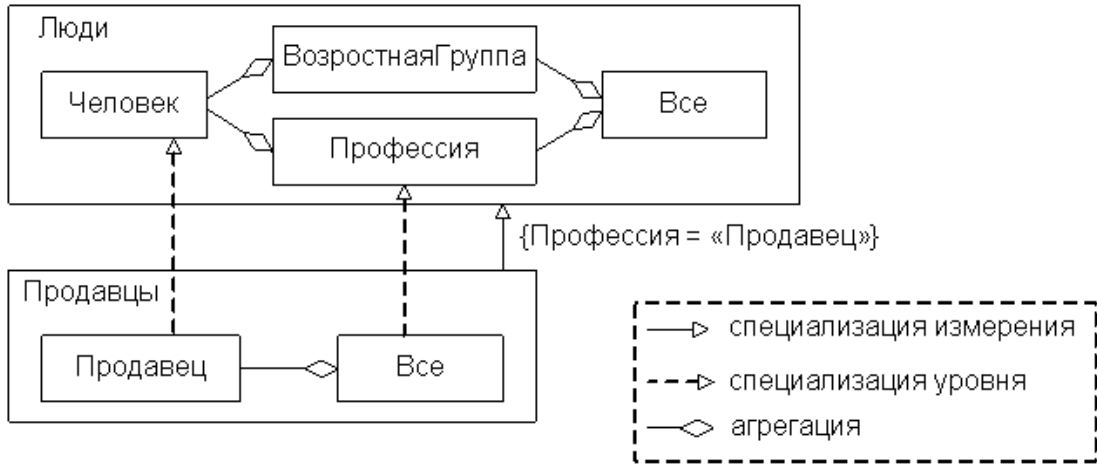 Люди
ВозростнаяГруппа
Человек
Все
Профессия
{Профессия = «Продавец»}
Продавцы
Продавец
Все
специализация измерения
специализация уровня
агрегация